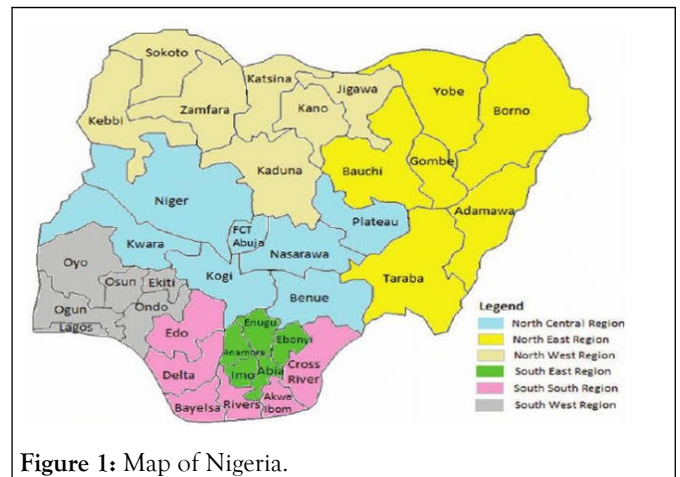 Sokoto
Katsina
Jigawa
Yobe
Borno
Kebbi
Zamfara
Kano
Kaduna
Bauchi
Gombe
Adamawa
Niger
FCT
Abuja
Plateau
Nasarawa
Kwara
Kogi
Benue
Taraba
Oyo
Osun
Ekiti
Ondo
Ogun
Lagos
Edo
Enugu
Ebonyi
Anamora
Imo
Abia
Cross
River
Delta
Bayelsa
Rivers
Akwa
Ibom
Legend
North Central Region
North East Region
North West Region
South East Region
South South Region
South West Region
Figure 1: Map of Nigeria.